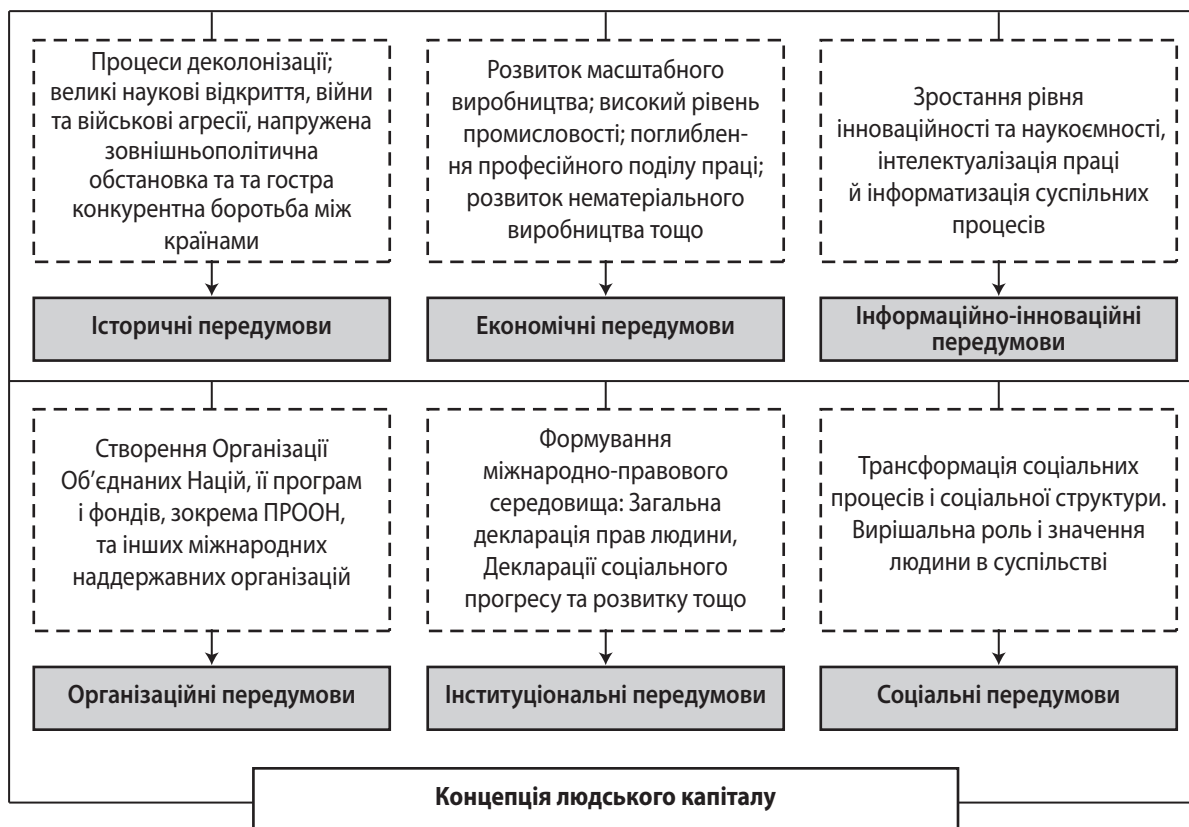 Процеси деколонізації;
великі наукові відкриття, війни
та військові агресії, напружена
зовнішньополітична
обстановка та та гостра
конкурентна боротьба між
країнами
Історичні передумови
Розвиток масштабного
виробництва; високий рівень
промисловості; поглиблен-
ня професійного поділу праці;
розвиток нематеріального
виробництва тощо
Економічні передумови
Зростання рівня
інноваційності та наукоємності,
інтелектуалізація праці
й інформатизація суспільних
процесів
Інформаційно-інноваційні
передумови
Створення Організації
Об’єднаних Націй, її програм
і фондів, зокрема ПРООН,
та інших міжнародних
наддержавних організацій
Організаційні передумови
Формування
міжнародно-правового
середовища: Загальна
декларація прав людини,
Декларації соціального
прогресу та розвитку тощо
Інституціональні передумови
Трансформація соціальних
процесів і соціальної структури.
Вирішальна роль і значення
людини в суспільстві
Соціальні передумови
Концепція людського капіталу